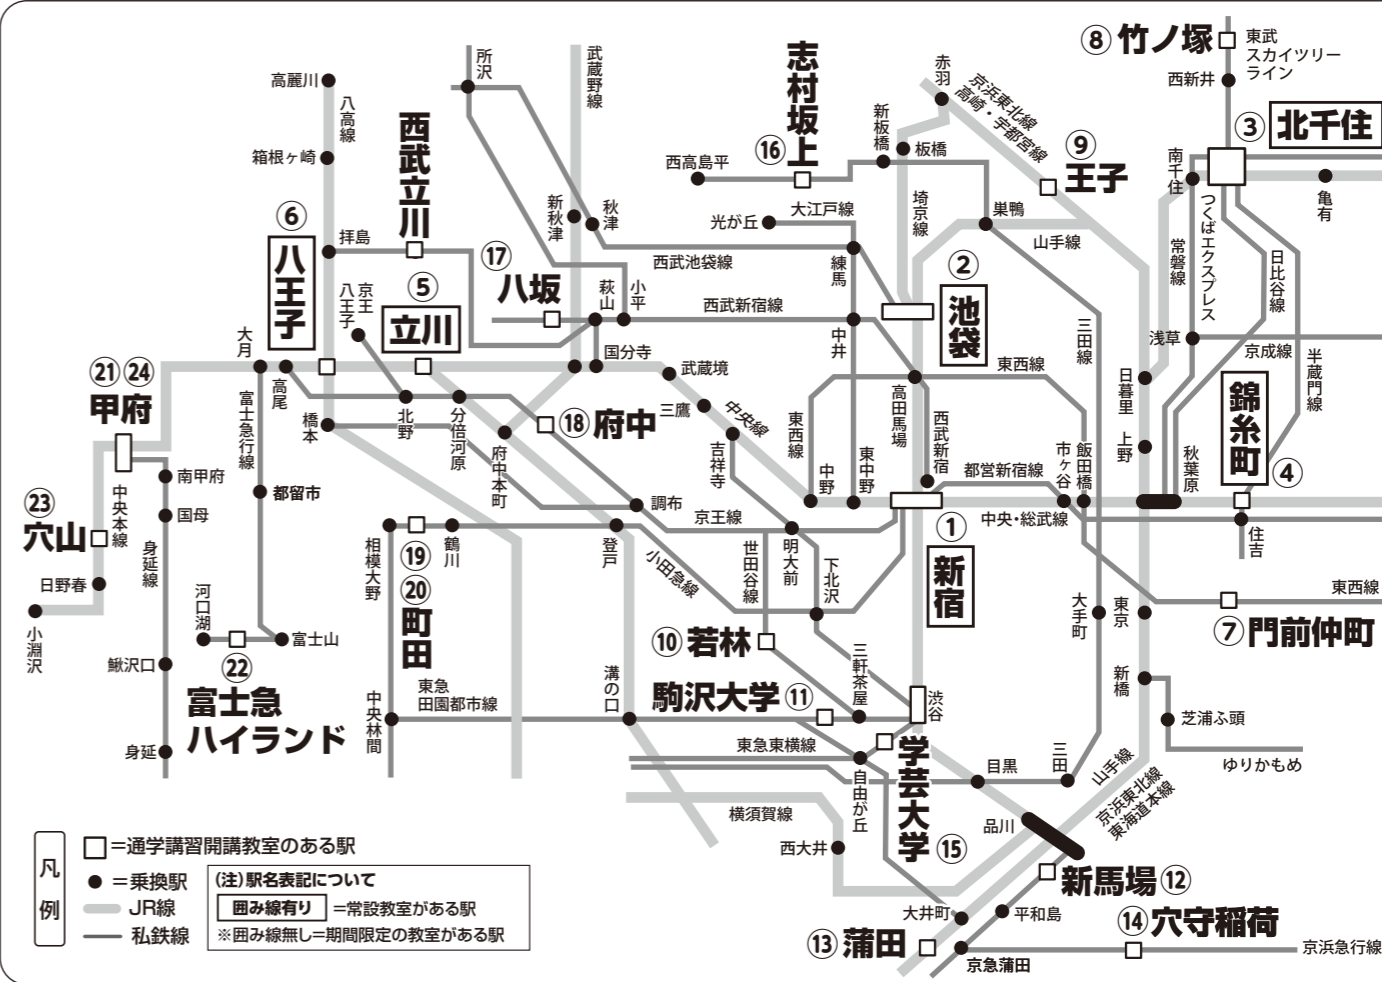 ⑧竹ノ塚
東武
スカイツリー
ライン
西新井
③北千住
南千住
亀有
つくばエクスプレス
常磐線
日比谷線
半蔵門線
浅草
京成線
赤羽
京浜東北線
高崎・宇都宮線
⑨王子
新板橋
板橋
志村坂上
⑯
西高島平
埼京線
巣鴨
山手線
三田線
光が丘
大江戸線
練馬
②池袋
所沢
武蔵野線
新秋津
秋津
西武池袋線
高麗川
八高線
箱根ヶ崎
拝島
西武立川
⑰八坂
萩山
小平
西武新宿線
中井
⑥八王子
京王八王子
⑤立川
国分寺
武蔵境
三鷹
吉祥寺
中央線
東西線
中野
東中野
高田馬場
西武新宿
東西線
都営新宿線
市ヶ谷
飯田橋
中央・総武線
日暮里
上野
秋葉原
錦糸町
④
住吉
大月
高尾
橋本
北野
分倍河原
府中本町
⑱府中
調布
京王線
㉑㉔
甲府
富士急行線
都留市
南甲府
国母
中央本線
身延線
㉓
穴山
日野春
小淵沢
鰍沢口
身延
河口湖
富士山
㉒
富士急
ハイランド
相模大野
鶴川
⑲
⑳
町田
中央林間
東急
田園都市線
登戸
小田急線
世田谷線
明大前
下北沢
①新宿
⑩若林
三軒茶屋
駒沢大学⑪
溝の口
渋谷
東急東横線
自由が丘
学芸大学
⑮
目黒
三田
大手町
東京
新橋
東西線
⑦門前仲町
芝浦ふ頭
ゆりかもめ
山手線
京浜東北線
東海道本線
横須賀線
西大井
品川
新馬場⑫
大井町
平和島
⑬蒲田
京急蒲田
⑭穴守稲荷
京浜急行線
凡例
=通学講習開講教室のある駅
=乗換駅
JR線
私鉄線
(注)駅名表記について
囲み線有り =常設教室がある駅
※囲み線無し=期間限定の教室がある駅